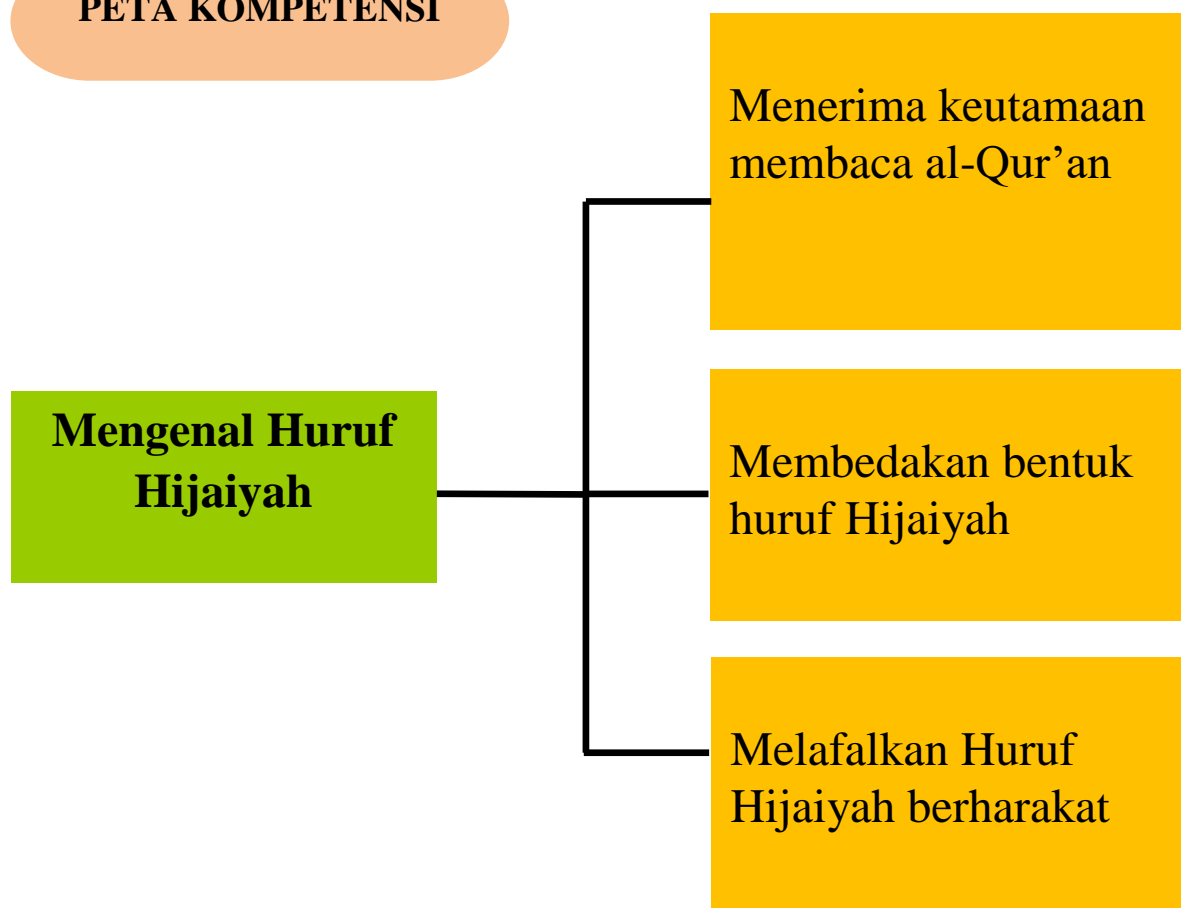 PETA KOMPETENSI
Menerima keutamaan
membaca al-Qur’an
Mengenal Huruf
Hijaiyah
Membedakan bentuk
huruf Hijaiyah
Melafalkan Huruf
Hijaiyah berharakat